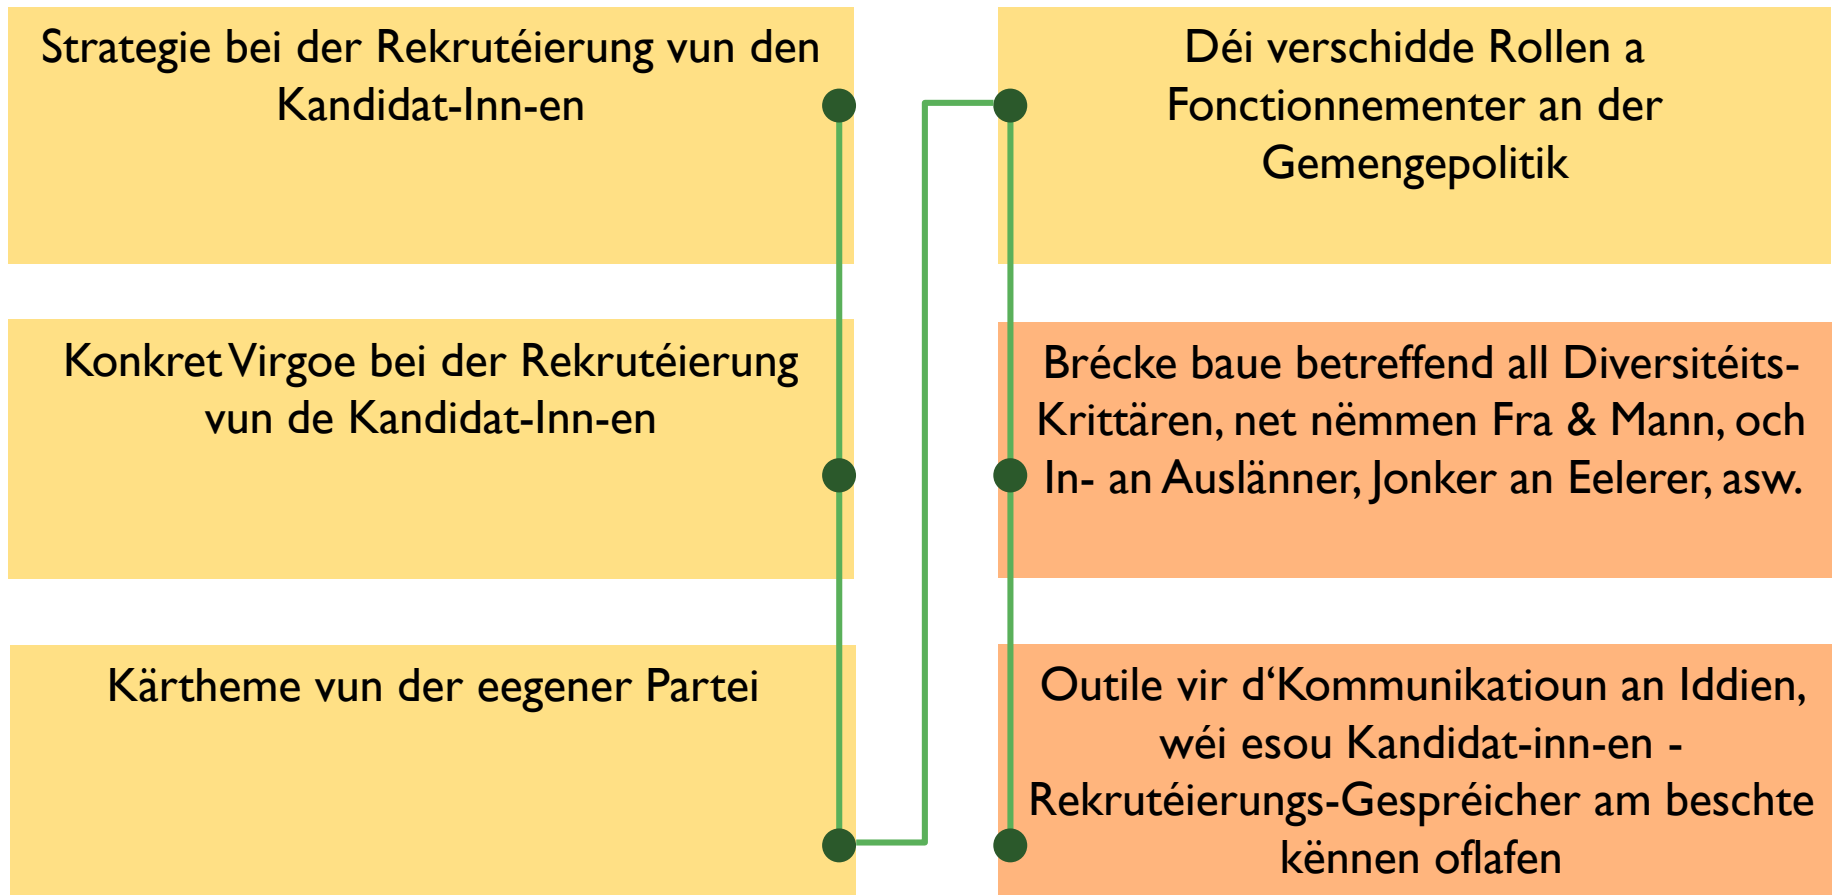 Strategie bei der Rekrutéierung vun den
Kandidat-Inn-en
Konkret Virgoe bei der Rekrutéierung
vun de Kandidat-Inn-en
Kärtheme vun der eegener Partei
Déi verschidde Rollen a
Fonctionnementer an der
Gemengepolitik
Brécke baue betreffend all Diversitéits-
Krittären, net nëmmen Fra & Mann, och
In- an Auslänner, Jonker an Eelerer, asw.
Outile vir d‘Kommunikatioun an Iddien,
wéi esou Kandidat-inn-en -
Rekrutéierungs-Gespréicher am beschte
kënnen oflafen